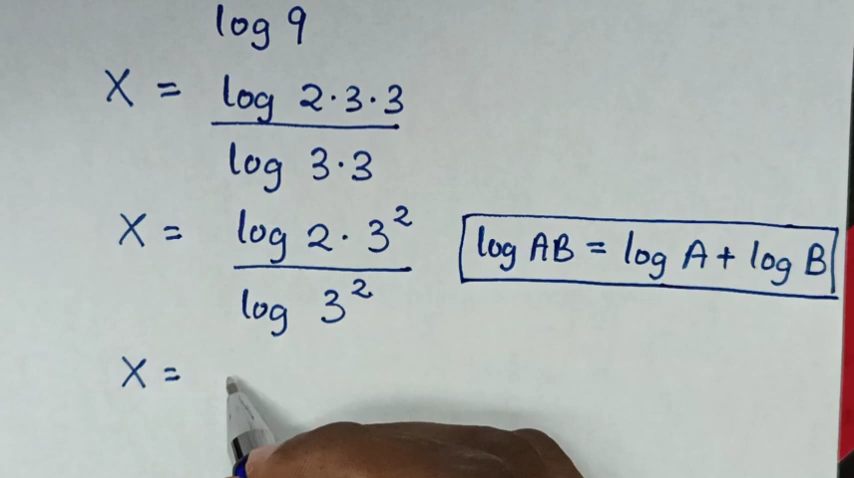 log 9
X = log 2·3·3
log 3·3
X = log 2·3²
log 3²
log AB = log A + log B
X =